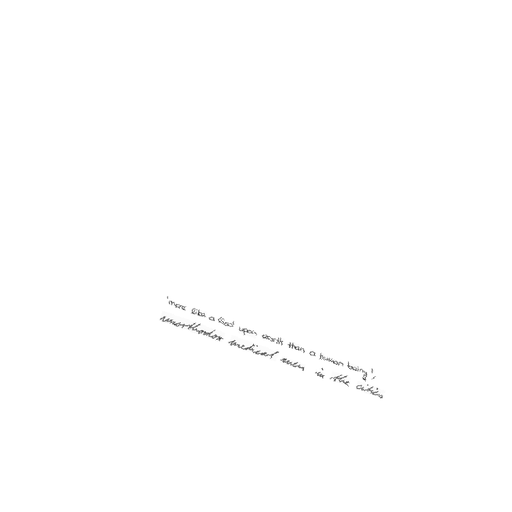 'more like a God upon earth than a human being'!
unorthodox medical men in the cities